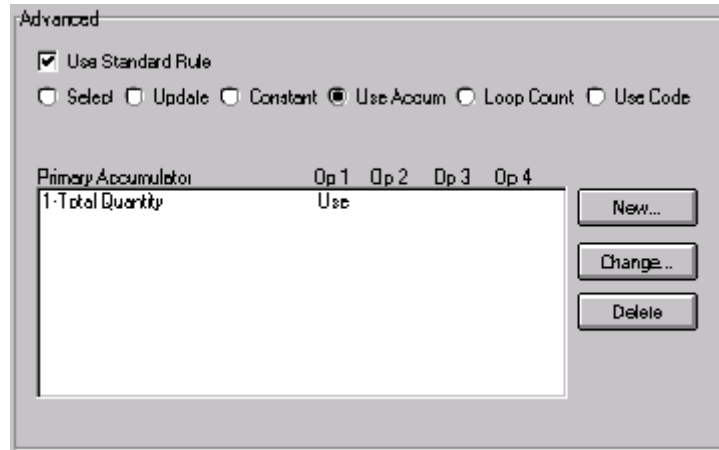 Advanced
Use Standard Rule
Select Update Constant Use Accum Loop Count Use Code
Primary Accumulator Op 1 Op 2 Op 3 Op 4
1-Total Quantity Use
New...
Change...
Delete